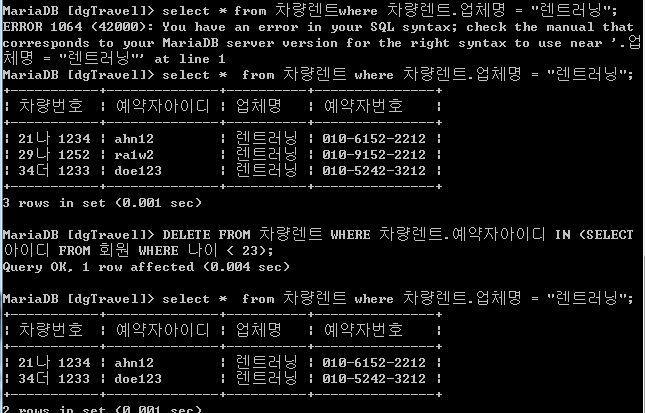 MariaDB [dgTravel]> select * from 차량렌트where 차량렌트.업체명 = "렌트러닝";
ERROR 1064 (42000): You have an error in your SQL syntax; check the manual that
corresponds to your MariaDB server version for the right syntax to use near '.업
체명 = "렌트러닝"' at line 1
MariaDB [dgTravel]> select *  from 차량렌트 where 차량렌트.업체명 = "렌트러닝";
+-----------+--------------+----------+---------------+
| 차량번호 | 예약자아이디 | 업체명 | 예약자번호 |
+-----------+--------------+----------+---------------+
| 21나 1234 | ahn12 | 렌트러닝 | 010-6152-2212 |
| 29나 1252 | ra1w2 | 렌트러닝 | 010-9152-2212 |
| 34더 1233 | doe123 | 렌트러닝 | 010-5242-3212 |
+-----------+--------------+----------+---------------+
3 rows in set (0.001 sec)
MariaDB [dgTravel]> DELETE FROM 차량렌트 WHERE 차량렌트.예약자아이디 IN (SELECT
아이디 FROM 회원 WHERE 나이 < 23);
Query OK, 1 row affected (0.004 sec)
MariaDB [dgTravel]> select *  from 차량렌트 where 차량렌트.업체명 = "렌트러닝";
+-----------+--------------+----------+---------------+
| 차량번호 | 예약자아이디 | 업체명 | 예약자번호 |
+-----------+--------------+----------+---------------+
| 21나 1234 | ahn12 | 렌트러닝 | 010-6152-2212 |
| 34더 1233 | doe123 | 렌트러닝 | 010-5242-3212 |
+-----------+--------------+----------+---------------+
2 rows in set (0.001 sec)